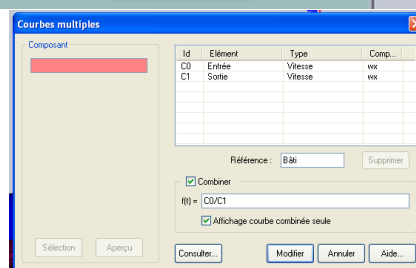 Courbes multiples
Composant
Id Elément Type Comp...
C0 Entrée Vitesse wx
C1 Sortie Vitesse wx
Référence : Bâti Supprimer
Combiner
f(t) = C0/C1
Affichage courbe combinée seule
Sélection Aperçu
Consulter... Modifier Annuler Aide...